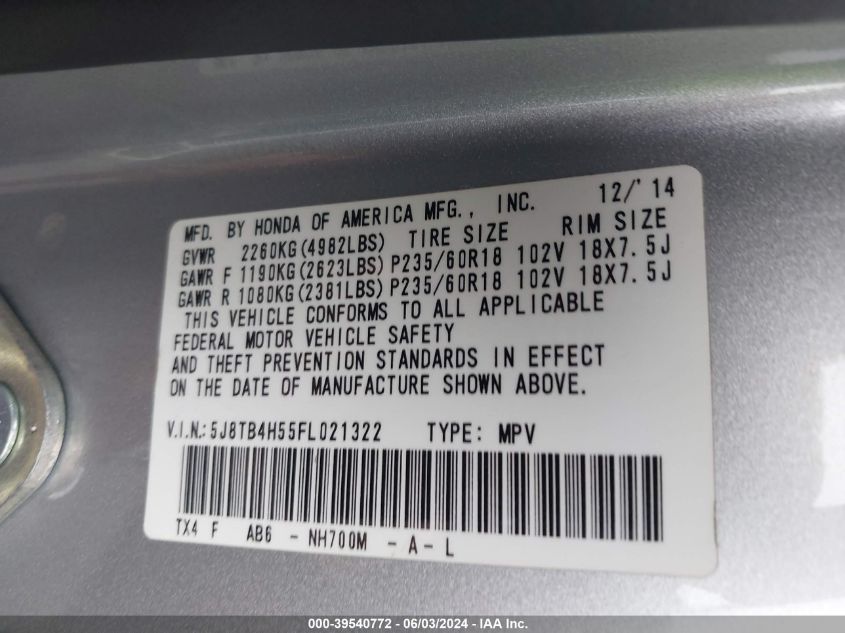 MFD. BY HONDA OF AMERICA MFG., INC. 12/'14
GVWR 2260KG(4982LBS) TIRE SIZE RIM SIZE
GAWR F 1190KG(2623LBS) P235/60R18 102V 18X7.5J
GAWR R 1080KG(2381LBS) P235/60R18 102V 18X7.5J
THIS VEHICLE CONFORMS TO ALL APPLICABLE
FEDERAL MOTOR VEHICLE SAFETY
AND THEFT PREVENTION STANDARDS IN EFFECT
ON THE DATE OF MANUFACTURE SHOWN ABOVE.
V.I.N.: 5J8TB4H55FL021322 TYPE: MPV
TX4 F AB6 - NH700M - A - L
000-39540772 - 06/03/2024 - IAA Inc.